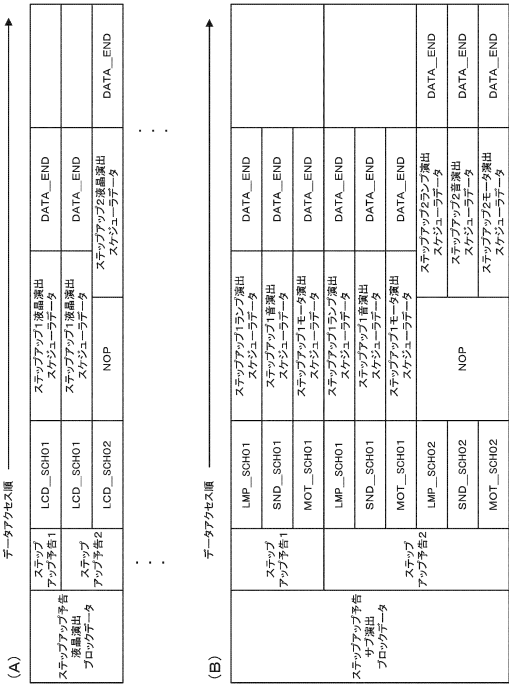 (A)
データアクセス順
ステップアップ予告
液晶演出
ブロックデータ
ステップ
アップ予告1
LCD_SCH01
ステップアップ1液晶演出
スケジューラデータ
DATA_END
ステップ
アップ予告2
LCD_SCH01
ステップアップ1液晶演出
スケジューラデータ
DATA_END
LCD_SCH02
NOP
ステップアップ2液晶演出
スケジューラデータ
DATA_END
・・・
・・・
(B)
データアクセス順
ステップアップ予告
サブ演出
ブロックデータ
ステップ
アップ予告1
LMP_SCH01
ステップアップ1ランプ演出
スケジューラデータ
DATA_END
SND_SCH01
ステップアップ1音演出
スケジューラデータ
DATA_END
MOT_SCH01
ステップアップ1モータ演出
スケジューラデータ
DATA_END
ステップ
アップ予告2
LMP_SCH01
ステップアップ1ランプ演出
スケジューラデータ
DATA_END
SND_SCH01
ステップアップ1音演出
スケジューラデータ
DATA_END
MOT_SCH01
ステップアップ1モータ演出
スケジューラデータ
DATA_END
LMP_SCH02
NOP
ステップアップ2ランプ演出
スケジューラデータ
DATA_END
SND_SCH02
ステップアップ2音演出
スケジューラデータ
DATA_END
MOT_SCH02
ステップアップ2モータ演出
スケジューラデータ
DATA_END